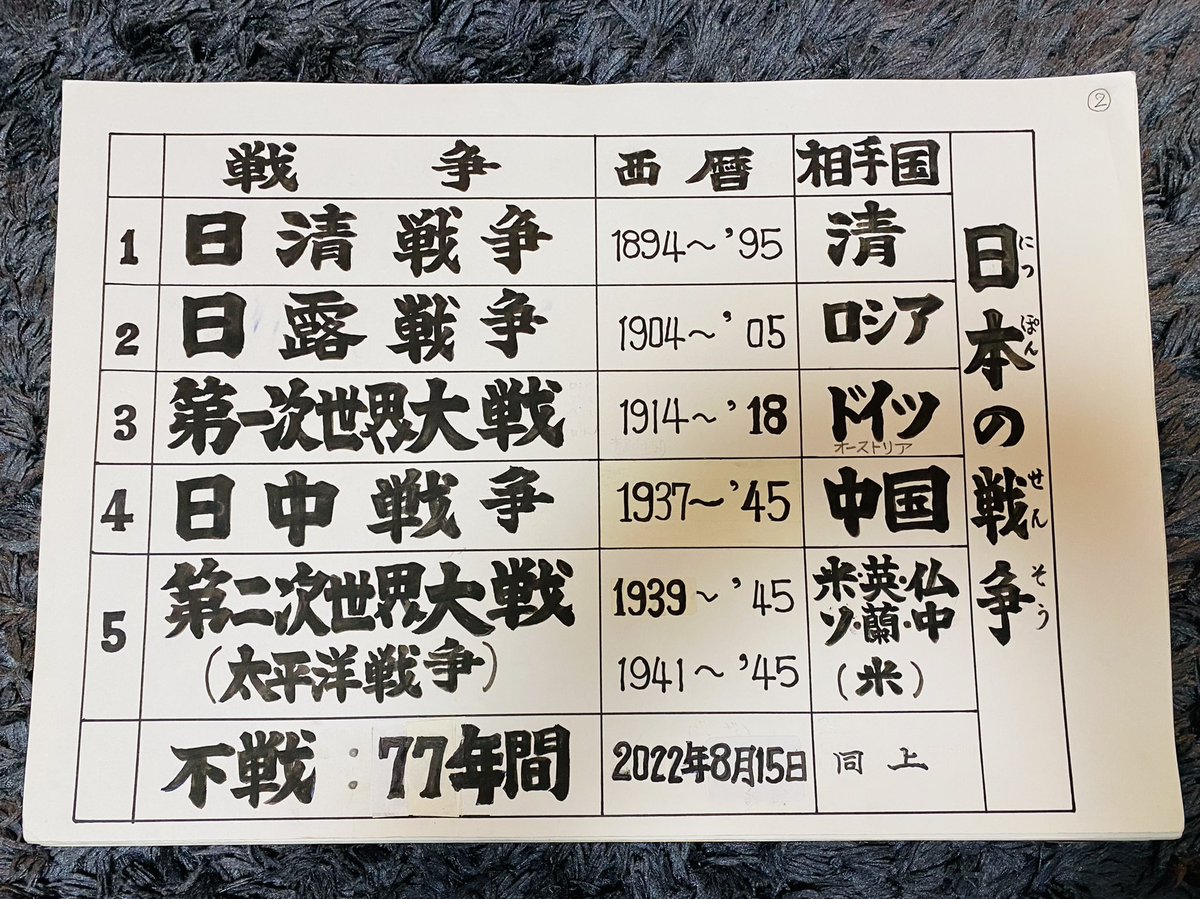 ②
日本の戦争
にっ ぽん せん そう
戦 争 西 暦 相手国
1 日清戦争 1894～'95 清
2 日露戦争 1904～'05 ロシア
3 第一次世界大戦 1914～'18 ドイツ
オーストリア
4 日中戦争 1937～'45 中国
5 第二次世界大戦 1939～'45 米・英・仏
ソ・蘭・中
(太平洋戦争) 1941～'45 (米)
不戦：77年間 2022年8月15日 同上